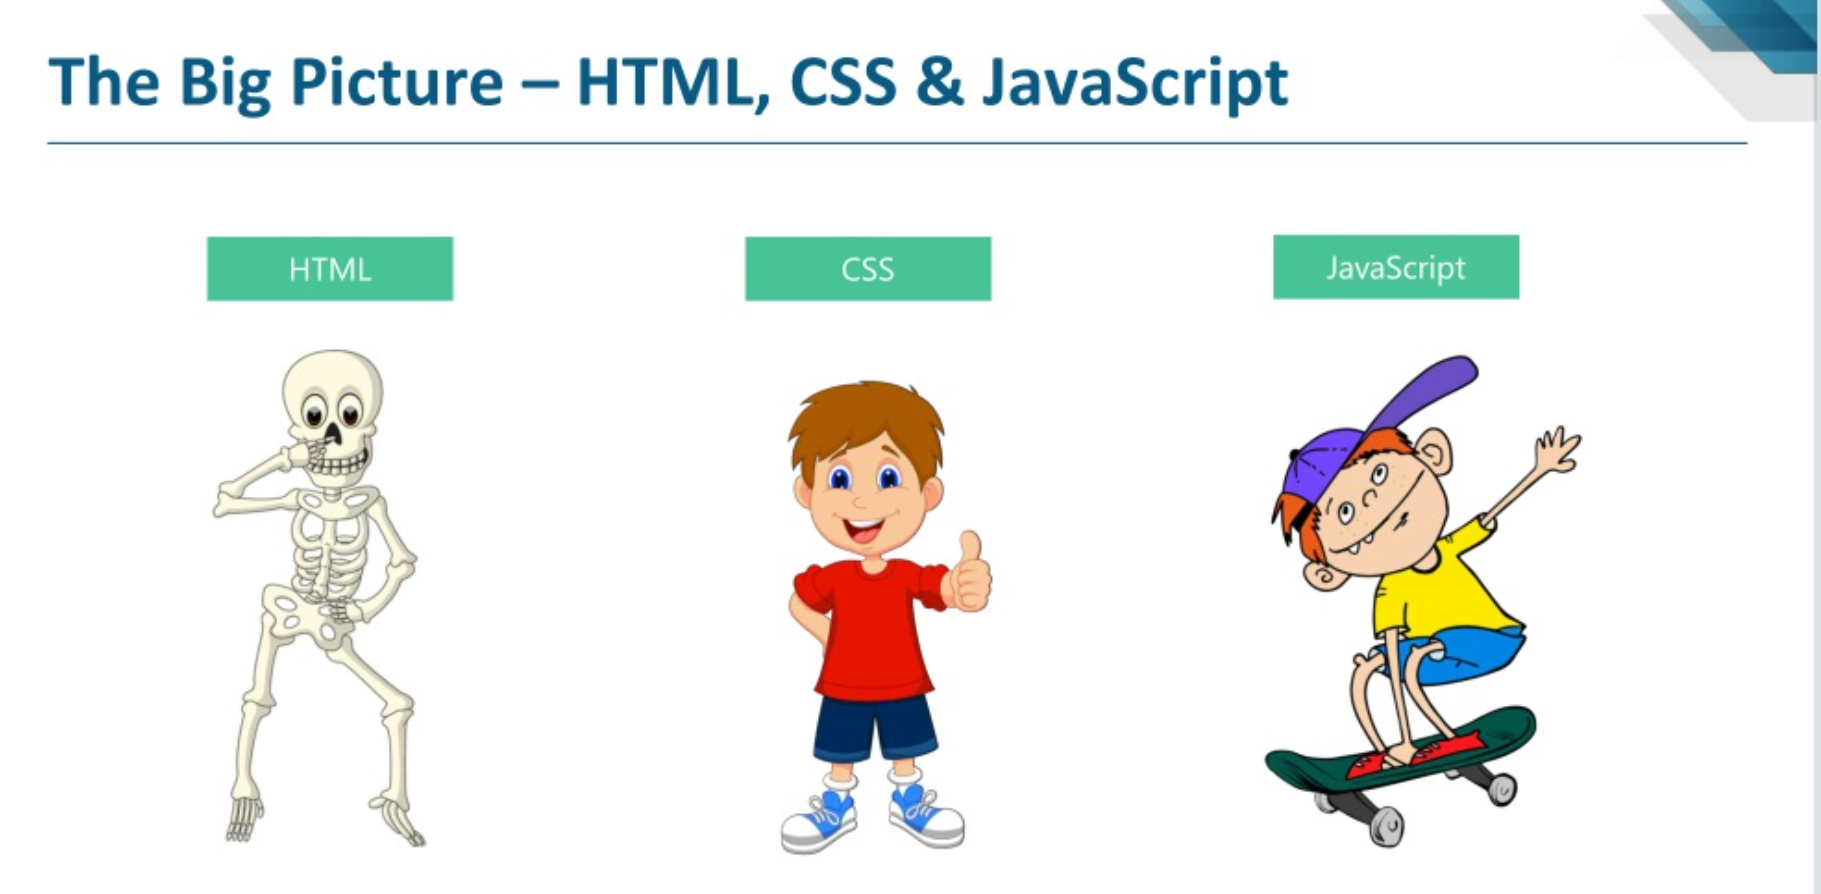 The Big Picture – HTML, CSS & JavaScript
HTML
CSS
JavaScript